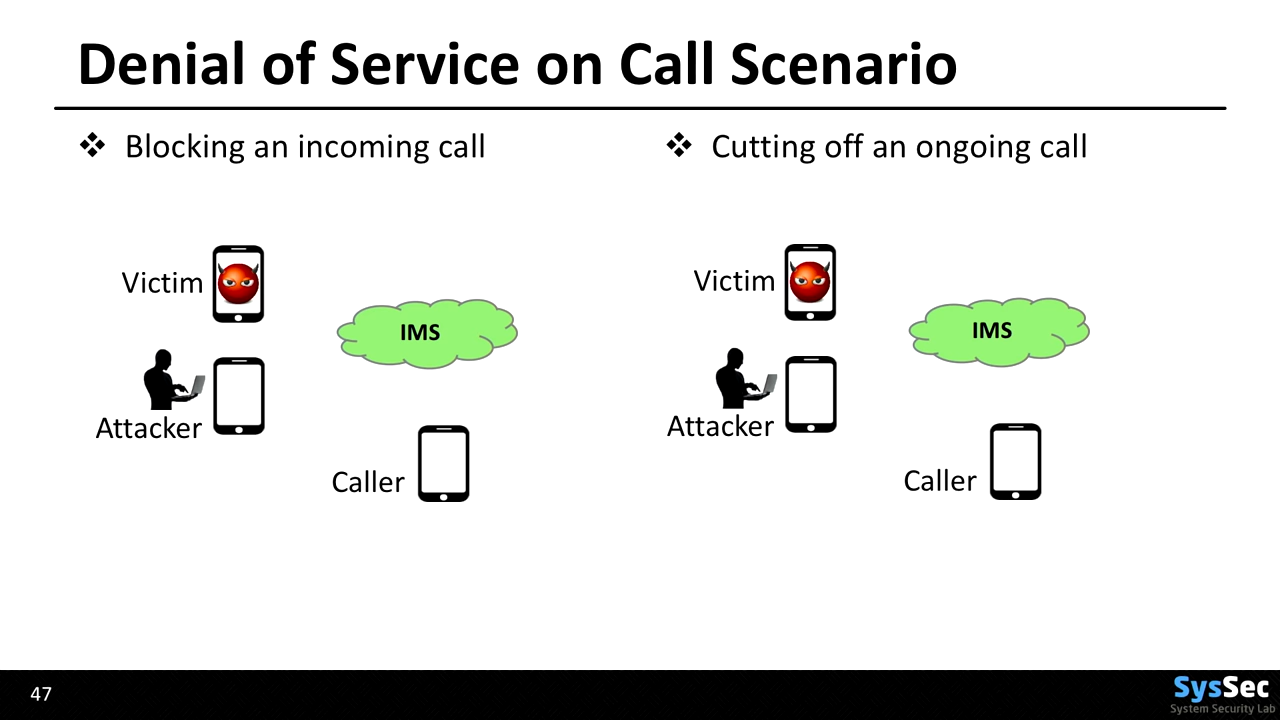 Denial of Service on Call Scenario
❖ Blocking an incoming call
Victim
IMS
Attacker
Caller
❖ Cutting off an ongoing call
Victim
IMS
Attacker
Caller
47
SysSec
System Security Lab